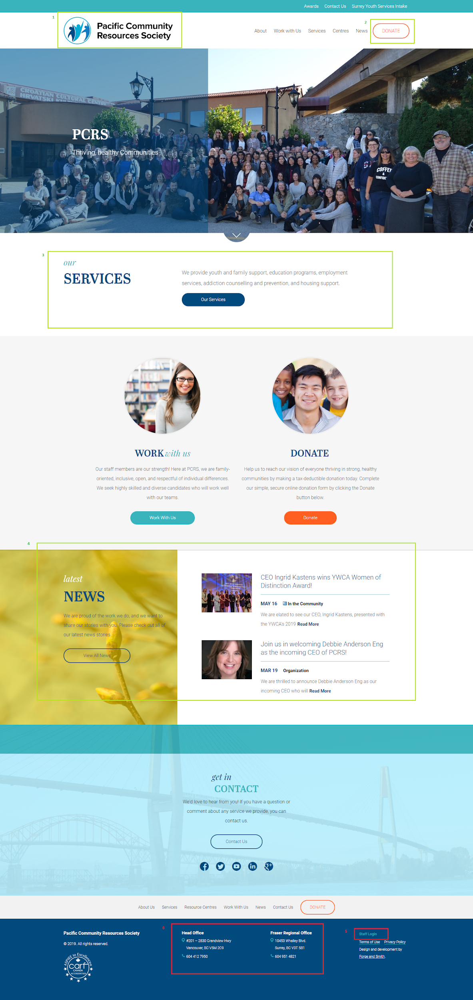 Awards Contact Us Surrey Youth Services Intake
1
Pacific Community
Resources Society
About Work with Us Services Centres News
2
DONATE
CROATIAN CULTURAL CENTRE
HRVATSKI KULTURNI CENTAR
PCRS
Thriving, healthy Communities
COFFEE
&
CONFIDE
3
our
SERVICES
We provide youth and family support, education programs, employment
services, addiction counselling and prevention, and housing support.
Our Services
WORK with us
Our staff members are our strength! Here at PCRS, we are family-
oriented, inclusive, open, and respectful of individual differences.
We seek highly skilled and diverse candidates who will work well
with our teams.
Work With Us
DONATE
Help us to reach our vision of everyone thriving in strong, healthy
communities by making a tax-deductible donation today. Complete
our simple, secure online donation form by clicking the Donate
button below.
Donate
4
latest
NEWS
We are proud of the work we do, and we want to
share our stories with you. Please check out all of
our latest news stories.
View All News
CEO Ingrid Kastens wins YWCA Women of
Distinction Award!
MAY 16 In the Community
We are elated to see our CEO, Ingrid Kastens, presented with
the YWCA's 2019 Read More
Join us in welcoming Debbie Anderson Eng
as the incoming CEO of PCRS!
MAR 19 Organization
We are thrilled to announce Debbie Anderson Eng as our
incoming CEO who will Read More
get in
CONTACT
We'd love to hear from you! If you have a question or
comment about any service we provide, you can
contact us.
Contact Us
About Us Services Resource Centres Work With Us News Contact Us DONATE
Pacific Community Resources Society
© 2019. All rights reserved.
ASPIRE to Excellence®
carf
CANADA
ACCREDITED
6
Head Office
#201 – 2830 Grandview Hwy
Vancouver, BC V5M 2C9
604 412 7950
Fraser Regional Office
10453 Whalley Blvd.
Surrey, BC V3T 5B1
604 951 4821
5
Staff Login
Terms of Use Privacy Policy
Design and development by
Forge and Smith.